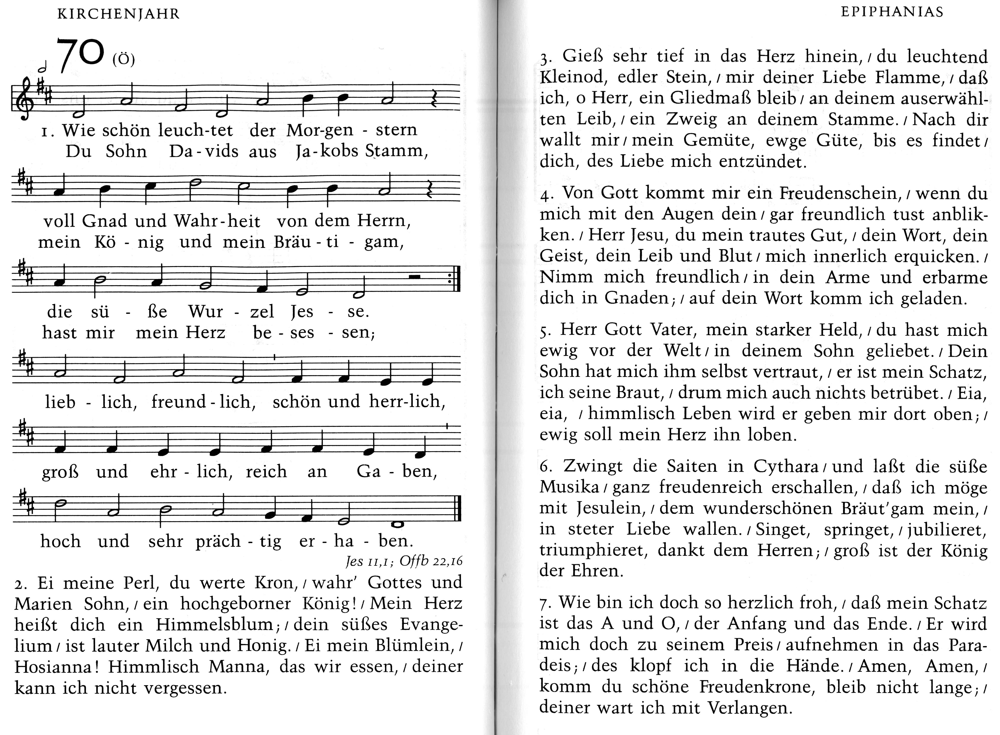 KIRCHENJAHR
70 (Ö)
1. Wie schön leuch-tet der Mor-gen - stern
Du Sohn Da-vids aus Ja-kobs Stamm,
voll Gnad und Wahr-heit von dem Herrn,
mein Kö - nig und mein Bräu - ti - gam,
die sü - ße Wur - zel Jes - se.
hast mir mein Herz be - ses - sen;
lieb - lich, freund-lich, schön und herr-lich,
groß und ehr - lich, reich an Ga - ben,
hoch und sehr präch - tig er - ha - ben.
Jes 11,1; Offb 22,16
2. Ei meine Perl, du werte Kron, / wahr’ Gottes und
Marien Sohn, / ein hochgeborner König! / Mein Herz
heißt dich ein Himmelsblum; / dein süßes Evange-
lium / ist lauter Milch und Honig. / Ei mein Blümlein, /
Hosianna! Himmlisch Manna, das wir essen, / deiner
kann ich nicht vergessen.
EPIPHANIAS
3. Gieß sehr tief in das Herz hinein, / du leuchtend
Kleinod, edler Stein, / mir deiner Liebe Flamme, / daß
ich, o Herr, ein Gliedmaß bleib / an deinem auserwähl-
ten Leib, / ein Zweig an deinem Stamme. / Nach dir
wallt mir / mein Gemüte, ewge Güte, bis es findet /
dich, des Liebe mich entzündet.
4. Von Gott kommt mir ein Freudenschein, / wenn du
mich mit den Augen dein / gar freundlich tust anblik-
ken. / Herr Jesu, du mein trautes Gut, / dein Wort, dein
Geist, dein Leib und Blut / mich innerlich erquicken. /
Nimm mich freundlich / in dein Arme und erbarme
dich in Gnaden; / auf dein Wort komm ich geladen.
5. Herr Gott Vater, mein starker Held, / du hast mich
ewig vor der Welt / in deinem Sohn geliebet. / Dein
Sohn hat mich ihm selbst vertraut, / er ist mein Schatz,
ich seine Braut, / drum mich auch nichts betrübet. / Eia,
eia, / himmlisch Leben wird er geben mir dort oben; /
ewig soll mein Herz ihn loben.
6. Zwingt die Saiten in Cythara / und laßt die süße
Musika / ganz freudenreich erschallen, / daß ich möge
mit Jesulein, / dem wunderschönen Bräut’gam mein, /
in steter Liebe wallen. / Singet, springet, / jubilieret,
triumphieret, dankt dem Herren; / groß ist der König
der Ehren.
7. Wie bin ich doch so herzlich froh, / daß mein Schatz
ist das A und O, / der Anfang und das Ende. / Er wird
mich doch zu seinem Preis / aufnehmen in das Para-
deis; / des klopf ich in die Hände. / Amen, Amen, /
komm du schöne Freudenkrone, bleib nicht lange; /
deiner wart ich mit Verlangen.